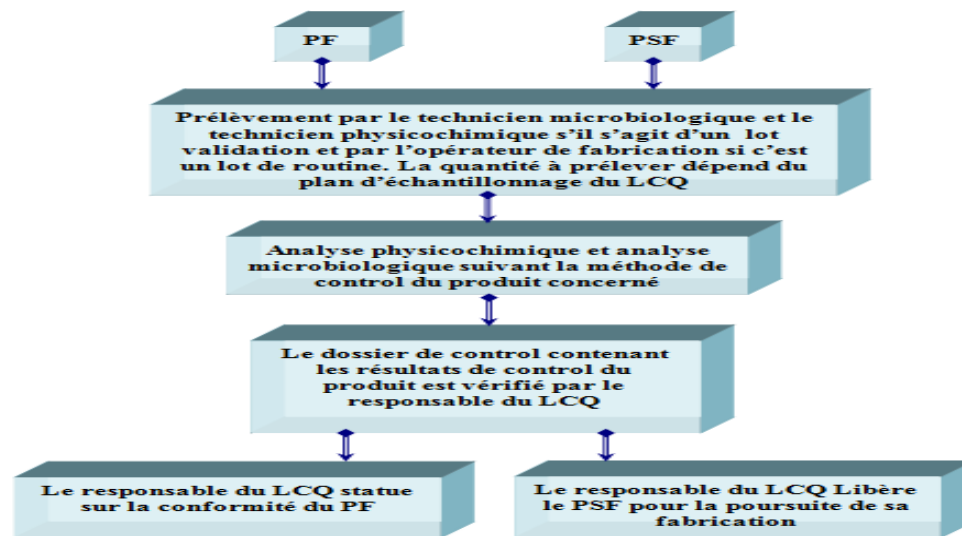 PF
PSF
Prélèvement par le technicien microbiologique et le
technicien physicochimique s'il s'agit d'un lot
validation et par l'opérateur de fabrication si c'est
un lot de routine. La quantité à prélever dépend du
plan d'échantillonnage du LCQ
Analyse physicochimique et analyse
microbiologique suivant la méthode de
control du produit concerné
Le dossier de control contenant
les résultats de control du
produit est vérifié par le
responsable du LCQ
Le responsable du LCQ statue
sur la conformité du PF
Le responsable du LCQ Libère
le PSF pour la poursuite de sa
fabrication